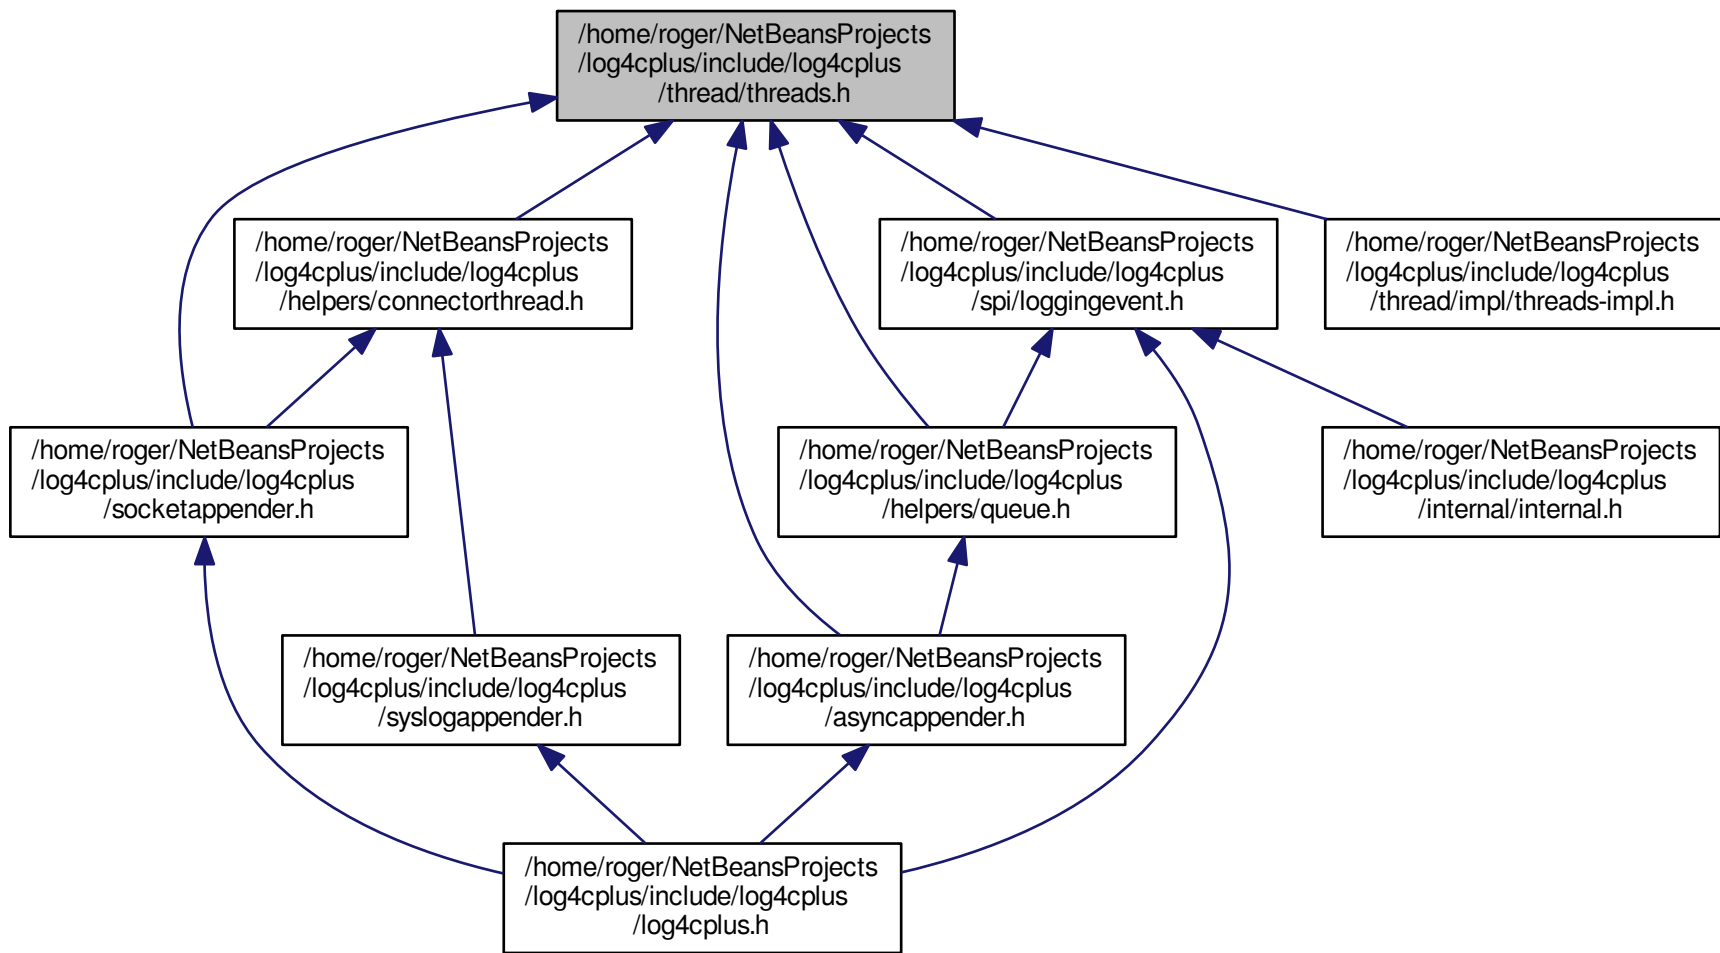 /home/roger/NetBeansProjects
/log4cplus/include/log4cplus
/thread/threads.h
/home/roger/NetBeansProjects
/log4cplus/include/log4cplus
/helpers/connectorthread.h
/home/roger/NetBeansProjects
/log4cplus/include/log4cplus
/spi/loggingevent.h
/home/roger/NetBeansProjects
/log4cplus/include/log4cplus
/thread/impl/threads-impl.h
/home/roger/NetBeansProjects
/log4cplus/include/log4cplus
/socketappender.h
/home/roger/NetBeansProjects
/log4cplus/include/log4cplus
/helpers/queue.h
/home/roger/NetBeansProjects
/log4cplus/include/log4cplus
/internal/internal.h
/home/roger/NetBeansProjects
/log4cplus/include/log4cplus
/syslogappender.h
/home/roger/NetBeansProjects
/log4cplus/include/log4cplus
/asyncappender.h
/home/roger/NetBeansProjects
/log4cplus/include/log4cplus
/log4cplus.h